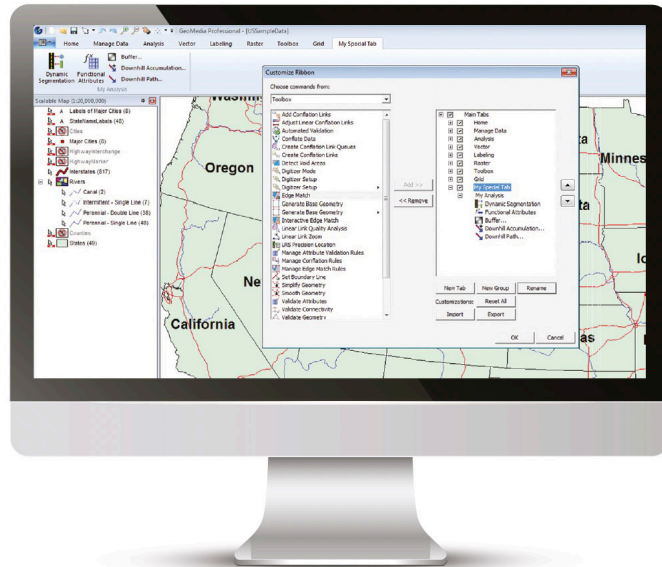 GeoMedia Professional - [USSampleData]
Home Manage Data Analysis Vector Labeling Raster Toolbox Grid My Special Tab
Dynamic Segmentation
Functional Attributes
Buffer...
Downhill Accumulation...
Downhill Path...
My Analysis
Scalable Map (1:20,000,000)
Labels of Major Cities (8)
StateNameLabels (48)
Cities
Major Cities (6)
HighwayInterchange
HighwayMarker
Interstates (817)
Rivers
Canal (2)
Intermittent - Single Line (7)
Perennial - Double Line (38)
Perennial - Single Line (48)
Counties
States (49)
Oregon
California
Ne
Minnes
ta
ta
Io
as
Customize Ribbon
Choose commands from:
Toolbox
Add Conflation Links
Adjust Linear Conflation Links
Automated Validation
Conflate Data
Create Conflation Link Queues
Create Conflation Links
Detect Void Areas
Digitizer Mode
Digitizer Setup
Digitizer Setup
Edge Match
Generate Base Geometry
Generate Base Geometry
Interactive Edge Match
Linear Link Quality Analysis
Linear Link Zoom
LRS Precision Location
Manage Attribute Validation Rules
Manage Conflation Rules
Manage Edge Match Rules
Set Boundary Line
Simplify Geometry
Smooth Geometry
Validate Attributes
Validate Connectivity
Validate Geometry
Add >>
<< Remove
Main Tabs
Home
Manage Data
Analysis
Vector
Labeling
Raster
Toolbox
Grid
My Special Tab
My Analysis
Dynamic Segmentation
Functional Attributes
Buffer...
Downhill Accumulation...
Downhill Path...
New Tab New Group Rename
Customizations: Reset All
Import Export
OK Cancel